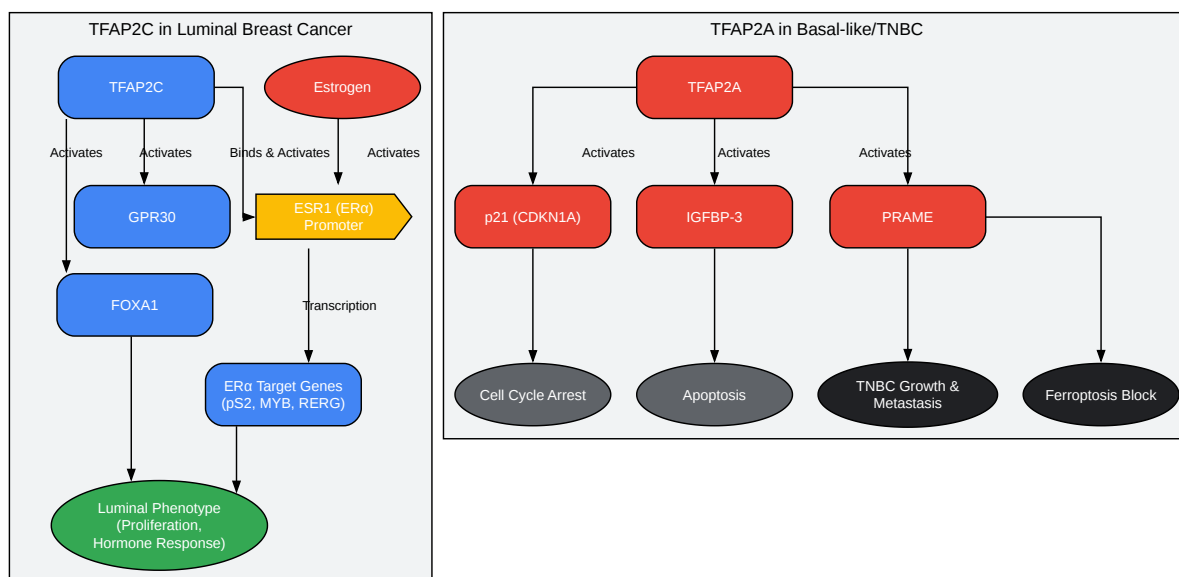 TFAP2C in Luminal Breast Cancer
TFAP2C
Estrogen
Activates
Activates
Binds & Activates
Activates
GPR30
ESR1 (ERα)
Promoter
FOXA1
Transcription
ERα Target Genes
(pS2, MYB, RERG)
Luminal Phenotype
(Proliferation,
Hormone Response)
TFAP2A in Basal-like/TNBC
TFAP2A
Activates
Activates
Activates
p21 (CDKN1A)
IGFBP-3
PRAME
Cell Cycle Arrest
Apoptosis
TNBC Growth &
Metastasis
Ferroptosis Block